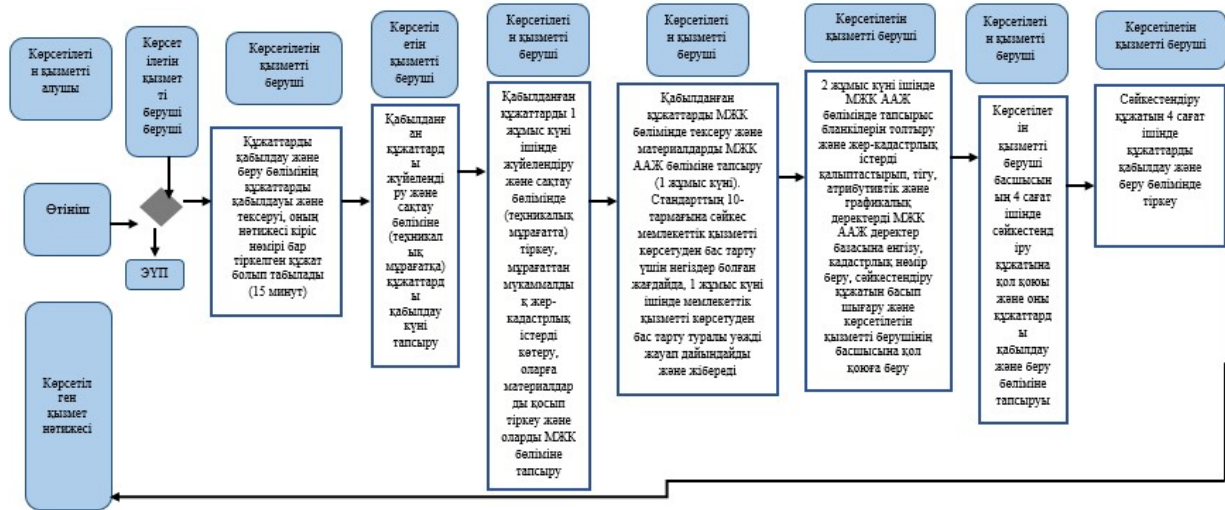 Көрсетілеті
н қызметті
алушы
Өтініш
Көрсетіл
ген
қызмет
нәтижесі
Көрсет
ілетін
қызмет
ті
беруші
беруші
ЭҮП
Көрсетілетін
қызметті
беруші
Құжаттарды
қабылдау және
беру бөлімінің
құжаттарды
қабылдауы және
тексеруі, оның
нәтижесі кіріс
нөмірі бар
тіркелген құжат
болып табылады
(15 минут)
Көрсетіл
етін
қызметті
беруші
Қабылданғ
ан
құжаттард
ы
жүйеленді
ру және
сақтау
бөліміне
(техникал
ық
мұрағатқа)
құжаттард
ы
қабылдау
күні
тапсыру
Көрсетілеті
н қызметті
беруші
Қабылданған
құжаттарды 1
жұмыс күні
ішінде
жүйелендіру
және сақтау
бөлімінде
(техникалық
мұрағатта)
тіркеу,
мұрағаттан
мұқаммалды
қ жер-
кадастрлық
істерді
көтеру,
оларға
материалдар
ды қосып
тіркеу және
оларды МЖК
бөліміне
тапсыру
Көрсетілеті
н қызметті
беруші
Қабылданған
құжаттарды МЖК
бөлімінде тексеру және
материалдарды МЖК
ААЖ бөліміне тапсыру
(1 жұмыс күні).
Стандарттың 10-
тармағына сәйкес
мемлекеттік қызметті
көрсетуден бас тарту
үшін негіздер болған
жағдайда, 1 жұмыс күні
ішінде мемлекеттік
қызметті көрсетуден
бас тарту туралы уәжді
жауап дайындайды
және жібереді
Көрсетілетін
қызметті беруші
2 жұмыс күні ішінде
МЖК ААЖ
бөлімінде тапсырыс
бланкілерін толтыру
және жер-кадастрлық
істерді
қалыптастырып, тігу,
атрибутивтік және
графикалық
деректерді МЖК
ААЖ деректер
базасына енгізу,
кадастрлық нөмір
беру, сәйкестендіру
құжатын басып
шығару және
көрсетілетін
қызметті берушінің
басшысына қол
қоюға беру
Көрсетілеті
н қызметті
беруші
Көрсетілет
ін
қызметті
беруші
басшысын
ың 4 сағат
ішінде
сәйкестенд
іру
құжатына
қол қоюы
және оны
құжаттард
ы
қабылдау
және беру
бөліміне
тапсыруы
Көрсетілетін
қызметті беруші
Сәйкестендіру
құжатын 4 сағат
ішінде
құжаттарды
қабылдау және
беру бөлімінде
тіркеу